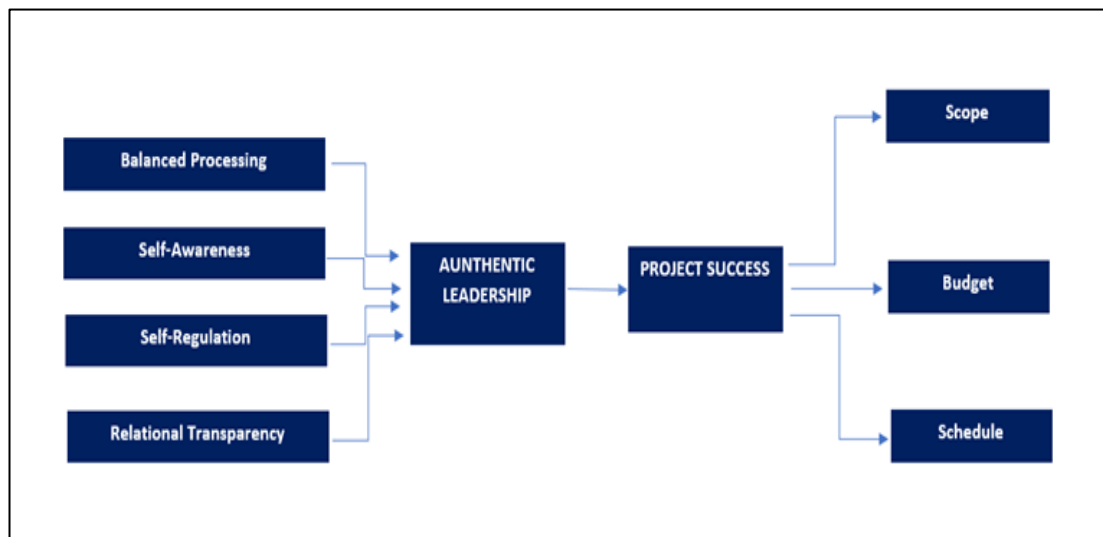 Balanced Processing
Self-Awareness
Self-Regulation
Relational Transparency
AUNTHENTIC
LEADERSHIP
PROJECT SUCCESS
Scope
Budget
Schedule